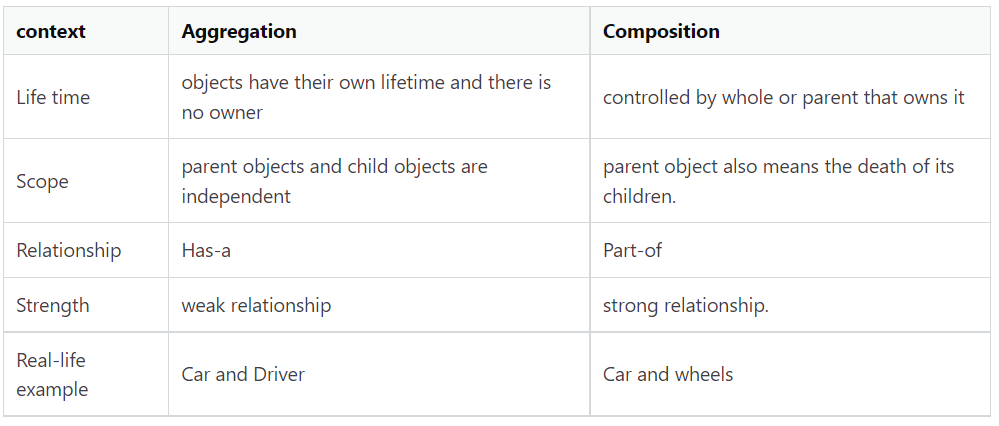 context Aggregation Composition
Life time objects have their own lifetime and there is no owner controlled by whole or parent that owns it
Scope parent objects and child objects are independent parent object also means the death of its children.
Relationship Has-a Part-of
Strength weak relationship strong relationship.
Real-life example Car and Driver Car and wheels